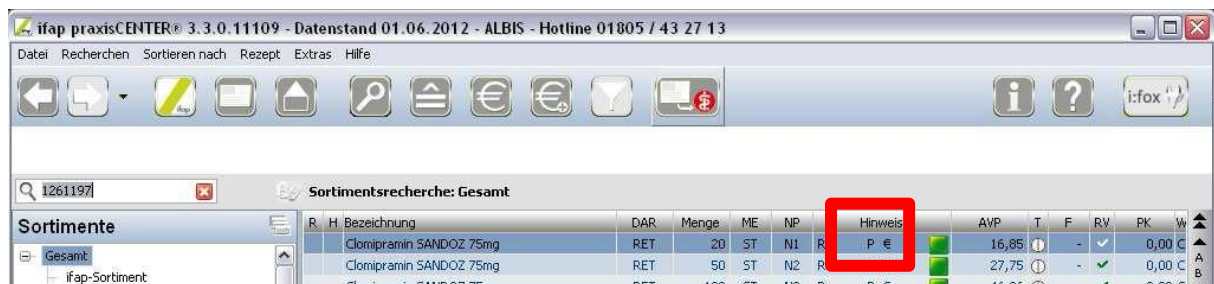 ifap praxisCENTER® 3.3.0.11109 - Datenstand 01.06.2012 - ALBIS - Hotline 01805 / 43 27 13
Datei Recherchen Sortieren nach Rezept Extras Hilfe
ifap € € i ? i:fox
1261197 Sortimentsrecherche: Gesamt
Sortimente R H Bezeichnung DAR Menge ME NP Hinweis AVP T F RV PK W
Gesamt Clomipramin SANDOZ 75mg RET 20 ST N1 R P € 16,85 - 0,00 C A
ifap-Sortiment Clomipramin SANDOZ 75mg RET 50 ST N2 R 27,75 - 0,00 C B